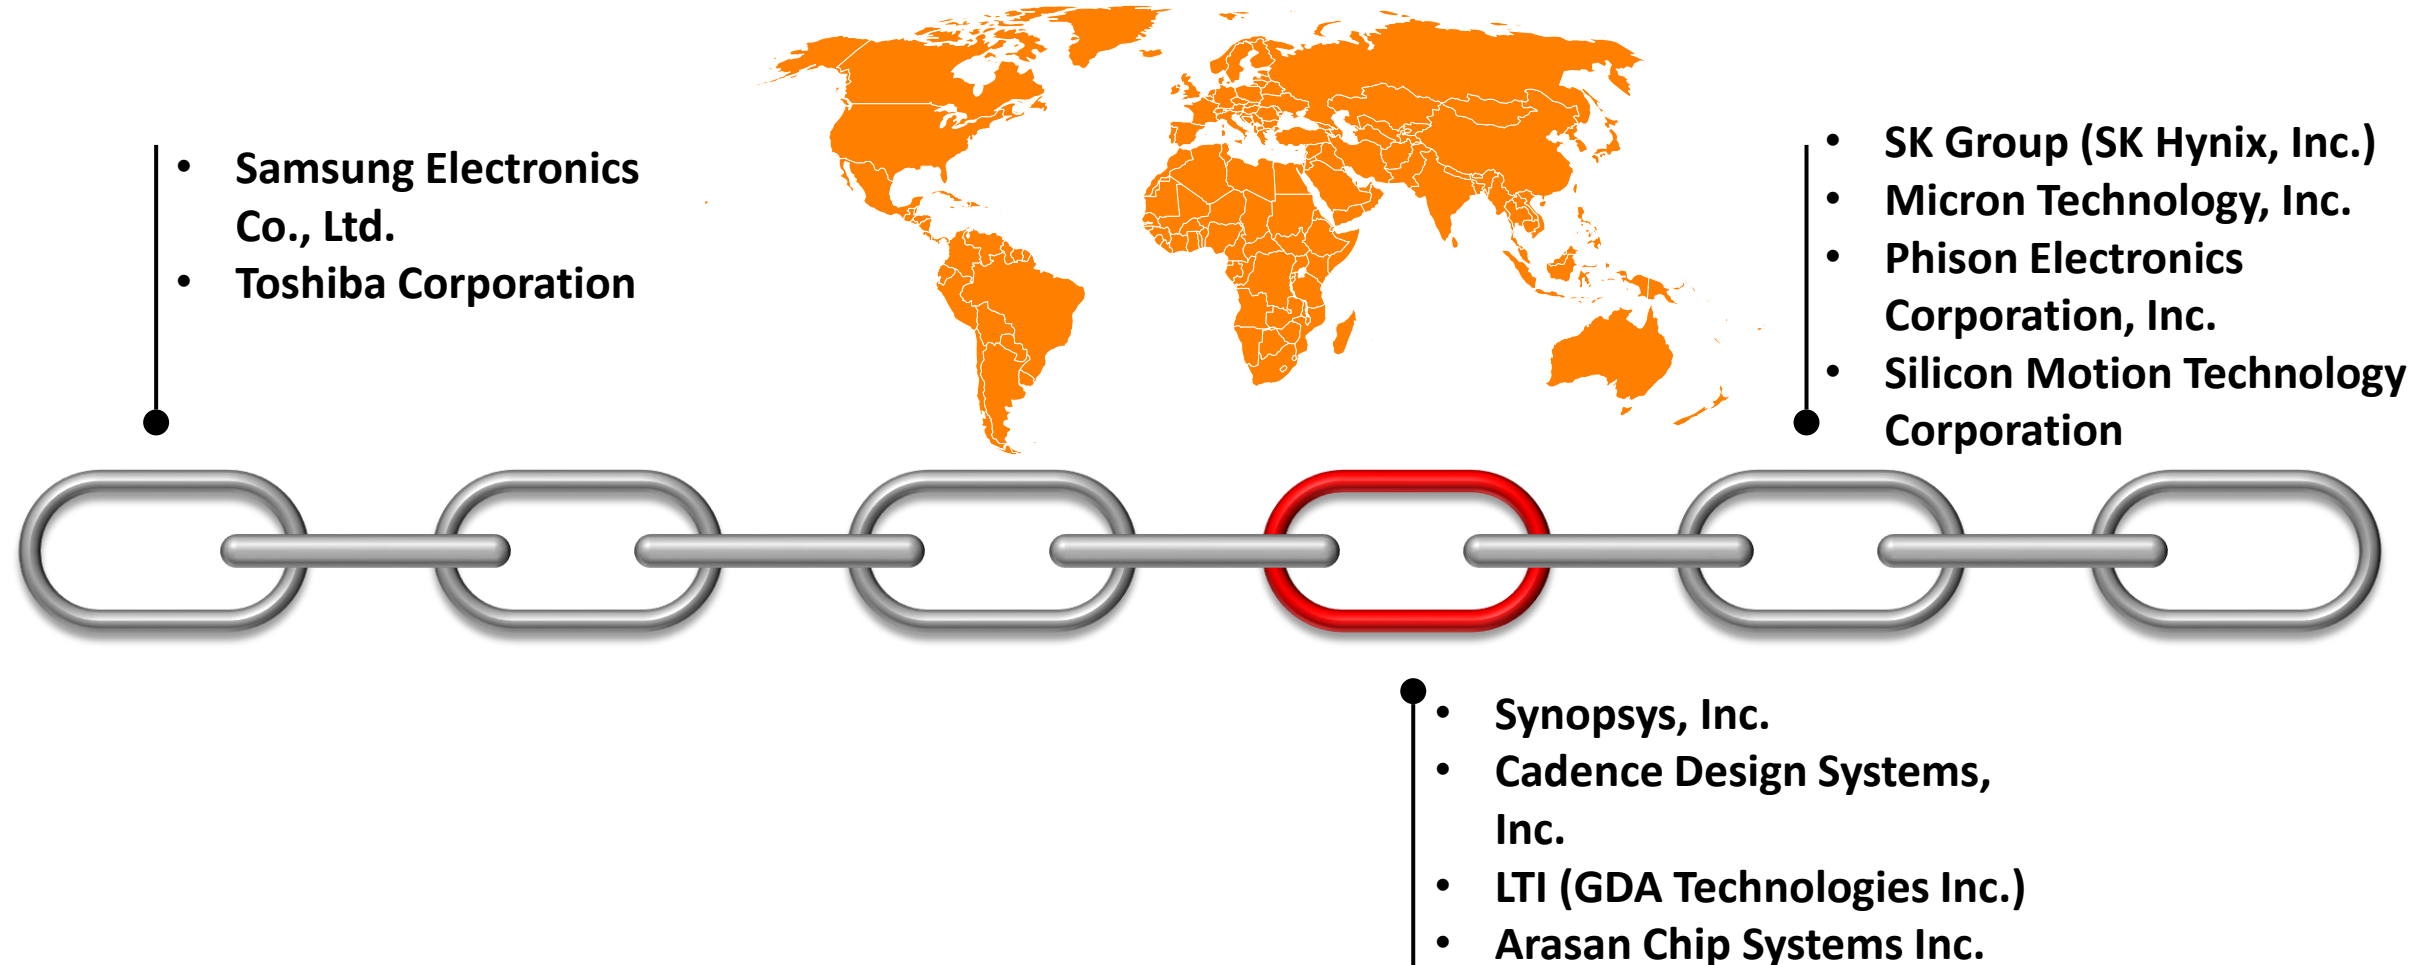 • Samsung Electronics
Co., Ltd.
• Toshiba Corporation
• SK Group (SK Hynix, Inc.)
• Micron Technology, Inc.
• Phison Electronics
Corporation, Inc.
• Silicon Motion Technology
Corporation
• Synopsys, Inc.
• Cadence Design Systems,
Inc.
• LTI (GDA Technologies Inc.)
• Arasan Chip Systems Inc.